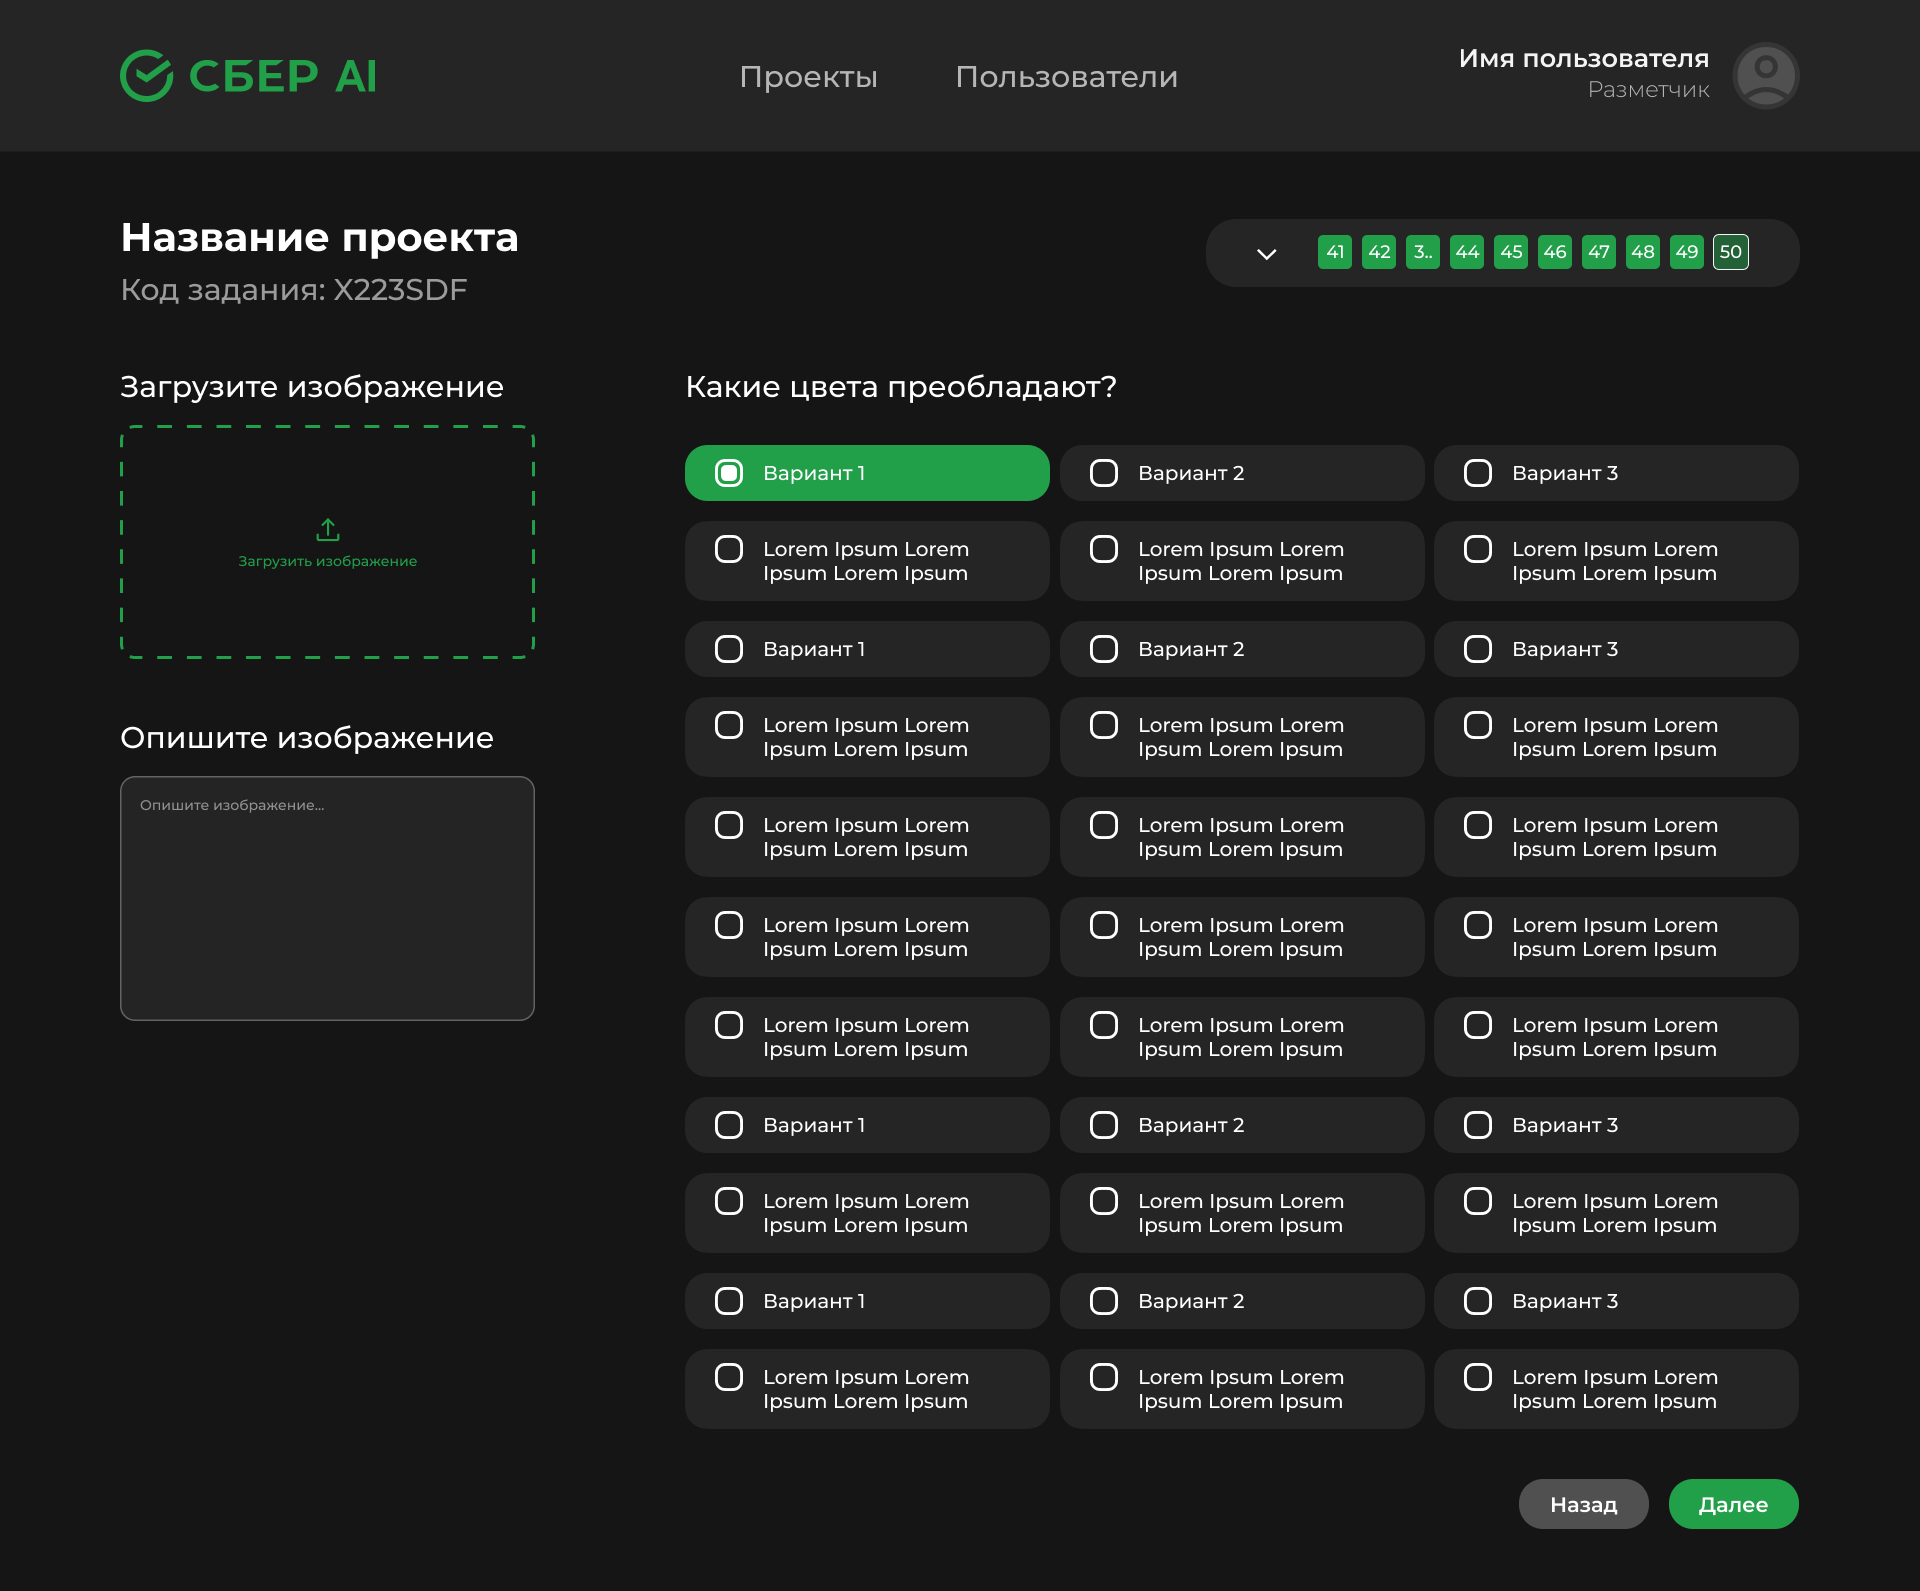 СБЕР AI
Проекты
Пользователи
Имя пользователя
Разметчик
Название проекта
Код задания: X223SDF
41 42 3.. 44 45 46 47 48 49 50
Загрузите изображение
Загрузить изображение
Опишите изображение
Опишите изображение...
Какие цвета преобладают?
Вариант 1
Вариант 2
Вариант 3
Lorem Ipsum Lorem
Ipsum Lorem Ipsum
Lorem Ipsum Lorem
Ipsum Lorem Ipsum
Lorem Ipsum Lorem
Ipsum Lorem Ipsum
Вариант 1
Вариант 2
Вариант 3
Lorem Ipsum Lorem
Ipsum Lorem Ipsum
Lorem Ipsum Lorem
Ipsum Lorem Ipsum
Lorem Ipsum Lorem
Ipsum Lorem Ipsum
Lorem Ipsum Lorem
Ipsum Lorem Ipsum
Lorem Ipsum Lorem
Ipsum Lorem Ipsum
Lorem Ipsum Lorem
Ipsum Lorem Ipsum
Lorem Ipsum Lorem
Ipsum Lorem Ipsum
Lorem Ipsum Lorem
Ipsum Lorem Ipsum
Lorem Ipsum Lorem
Ipsum Lorem Ipsum
Lorem Ipsum Lorem
Ipsum Lorem Ipsum
Lorem Ipsum Lorem
Ipsum Lorem Ipsum
Lorem Ipsum Lorem
Ipsum Lorem Ipsum
Вариант 1
Вариант 2
Вариант 3
Lorem Ipsum Lorem
Ipsum Lorem Ipsum
Lorem Ipsum Lorem
Ipsum Lorem Ipsum
Lorem Ipsum Lorem
Ipsum Lorem Ipsum
Вариант 1
Вариант 2
Вариант 3
Lorem Ipsum Lorem
Ipsum Lorem Ipsum
Lorem Ipsum Lorem
Ipsum Lorem Ipsum
Lorem Ipsum Lorem
Ipsum Lorem Ipsum
Назад
Далее